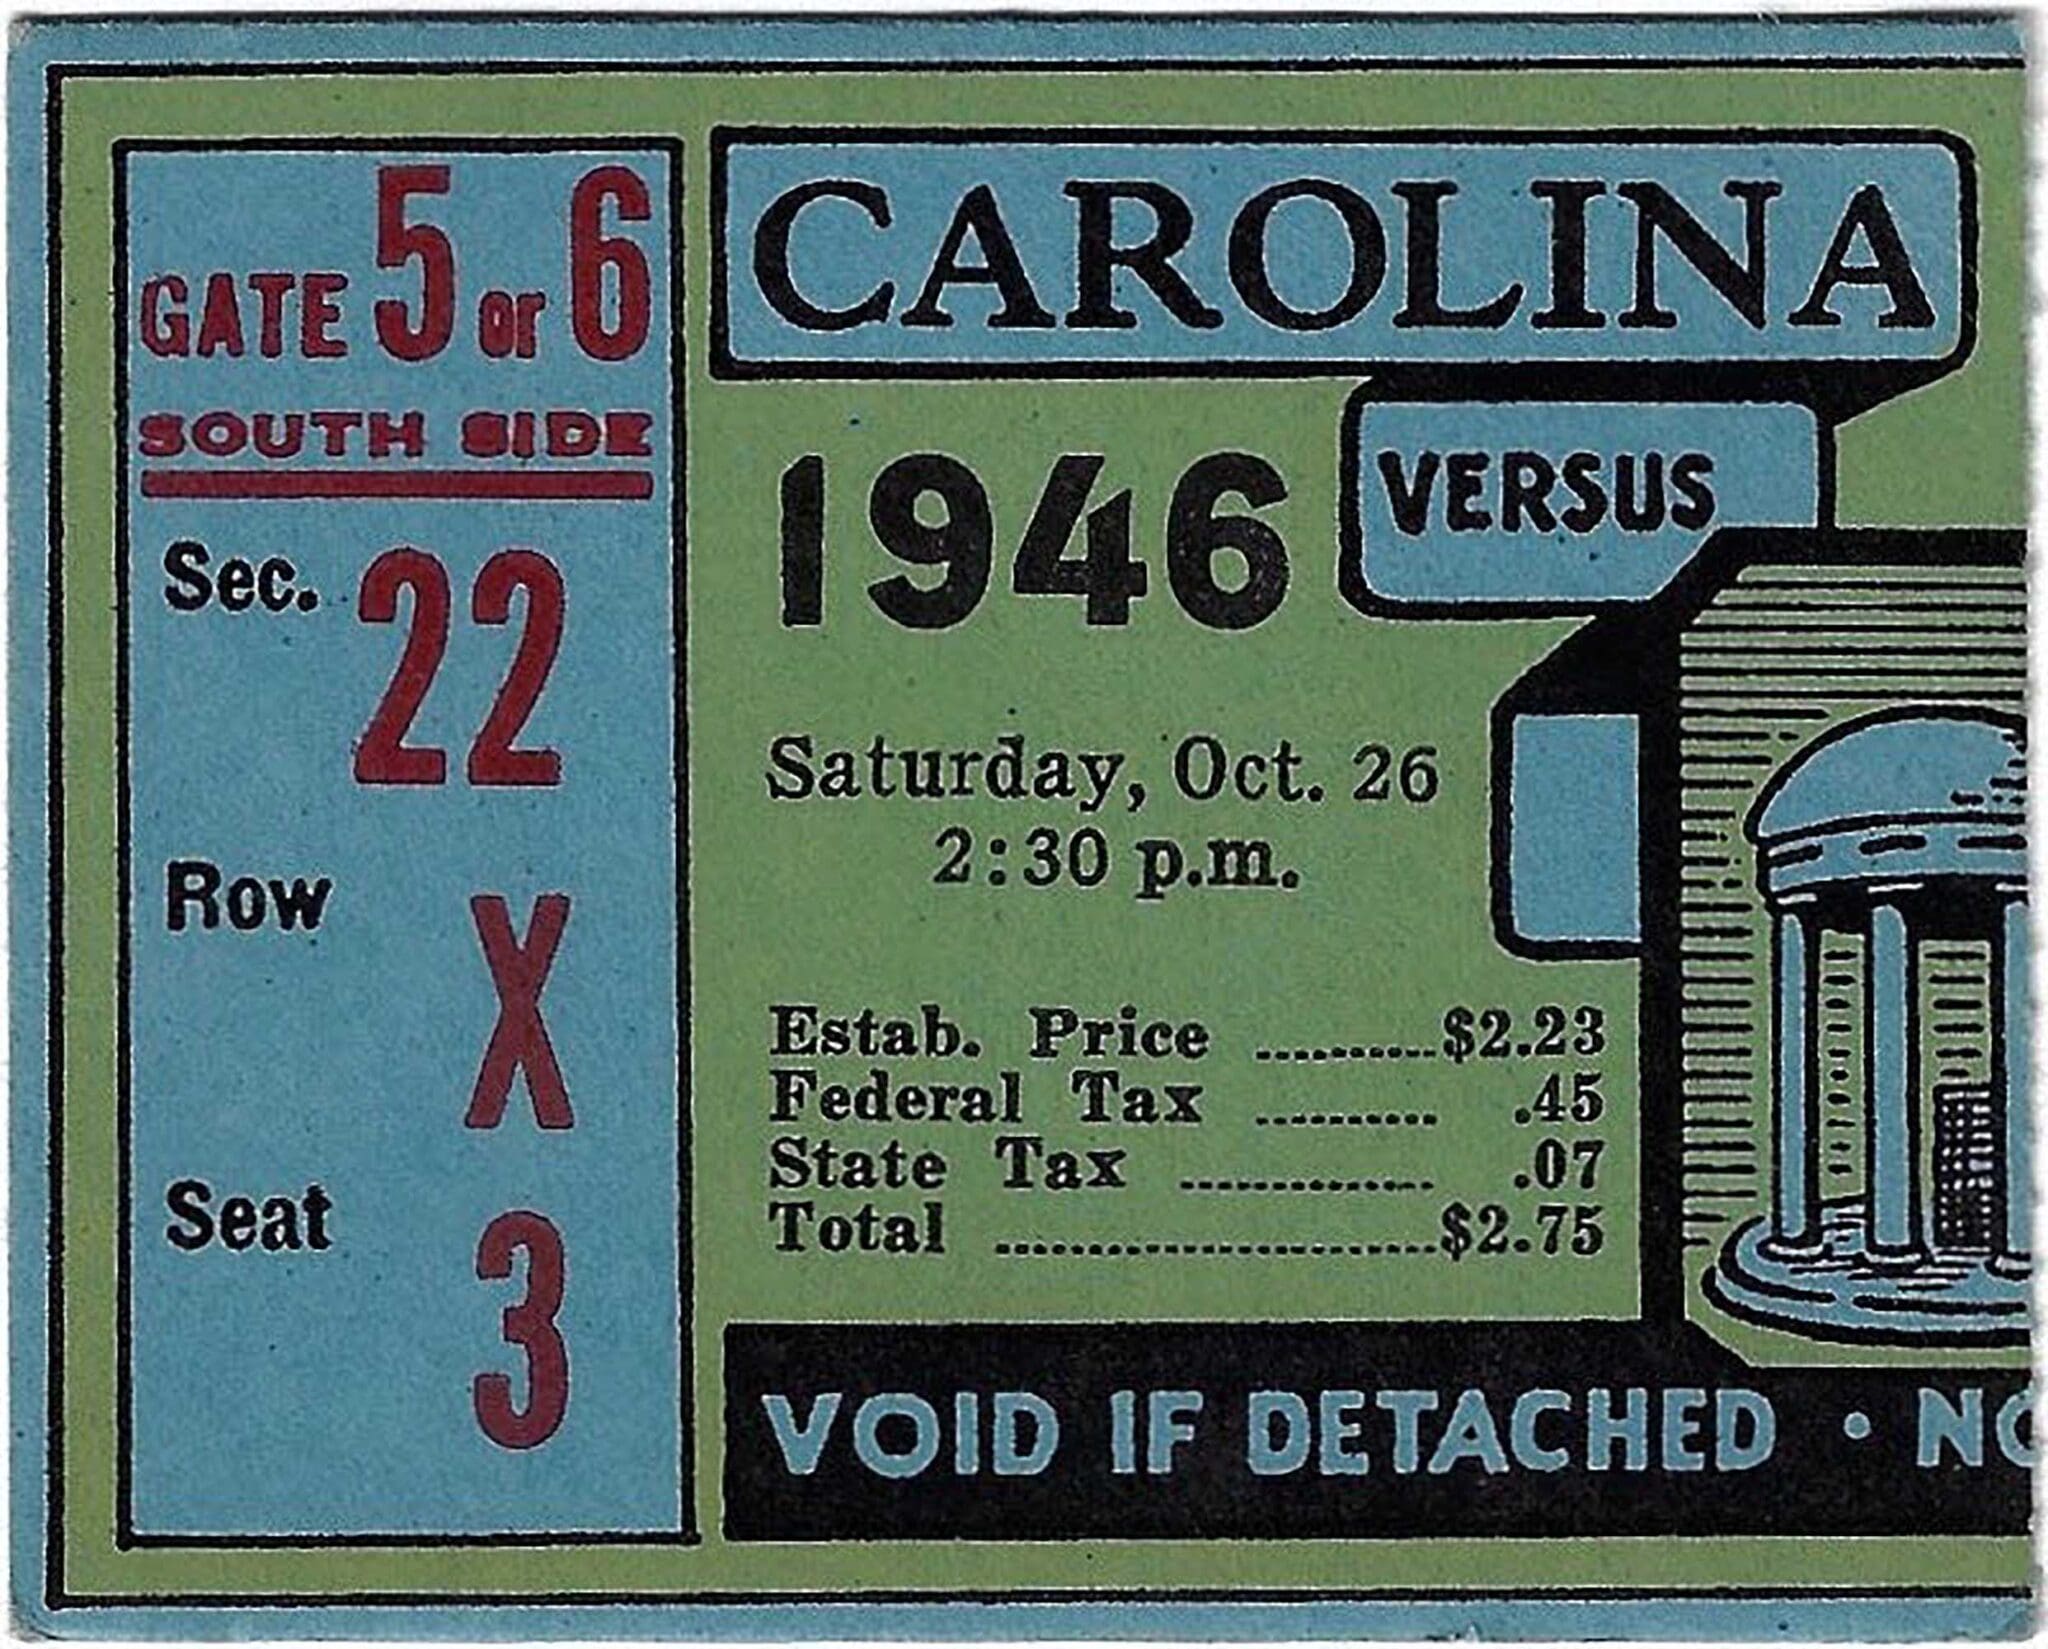 GATE 5 or 6
SOUTH SIDE
Sec. 22
Row X
Seat 3
CAROLINA
VERSUS
1946
Saturday, Oct. 26
2:30 p.m.
Estab. Price ..........$2.23
Federal Tax .......... .45
State Tax .............. .07
Total ........................$2.75
VOID IF DETACHED • NO